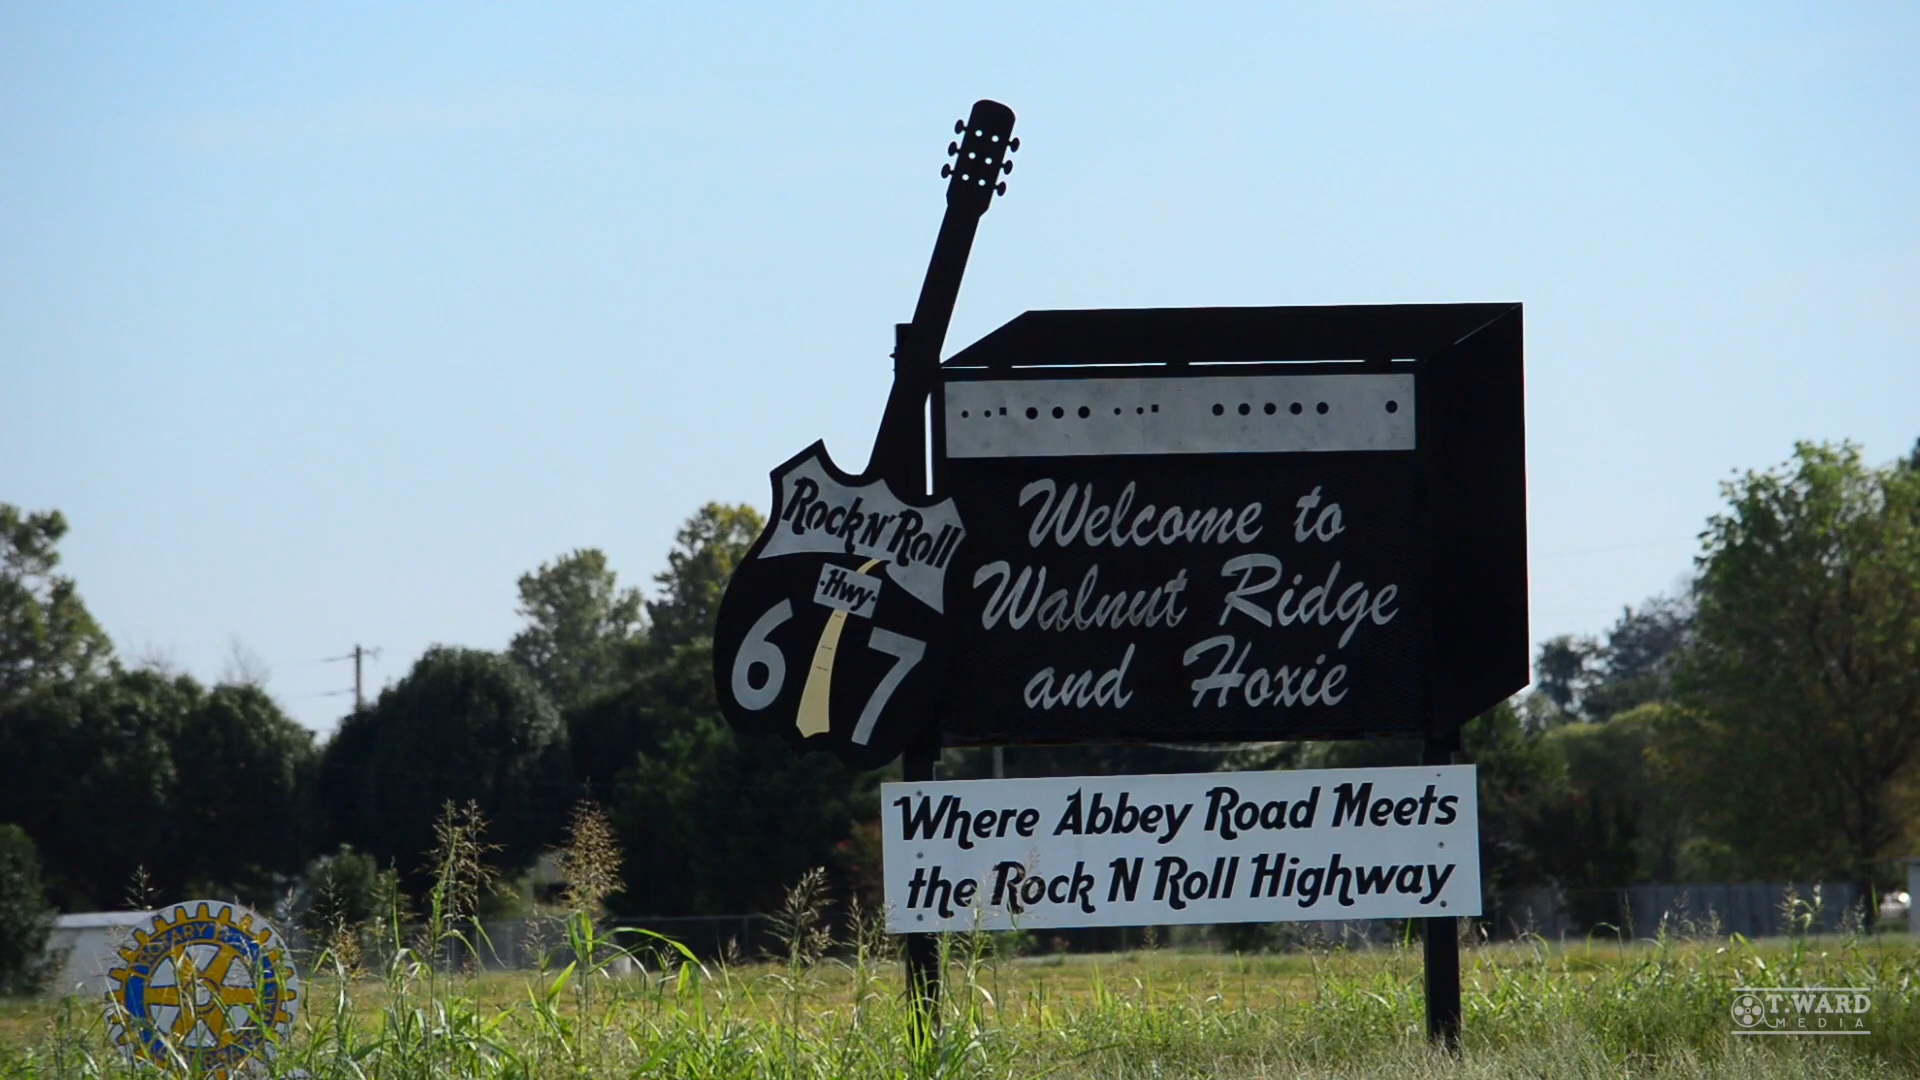 Rock N' Roll
Hwy
67
Welcome to
Walnut Ridge
and Hoxie
Where Abbey Road Meets
the Rock N Roll Highway
ROTARY
T.WARD
MEDIA